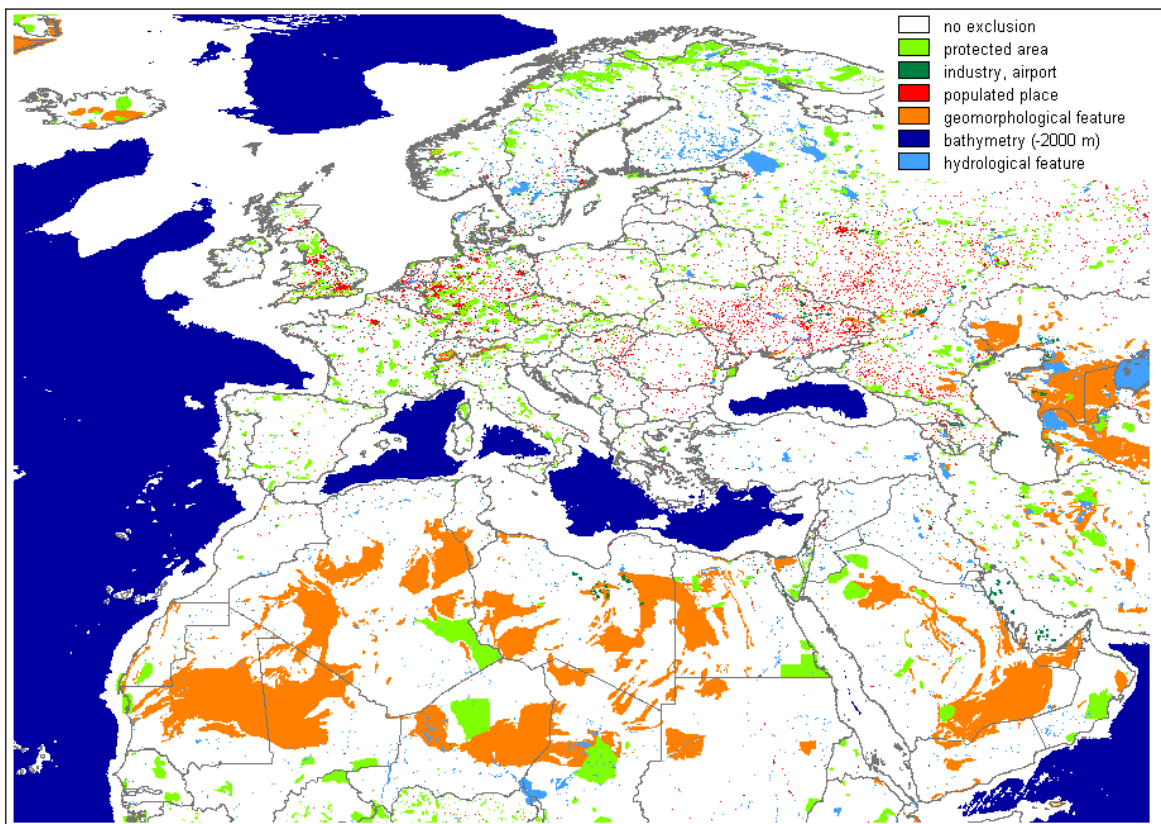 no exclusion
protected area
industry, airport
populated place
geomorphological feature
bathymetry (-2000 m)
hydrological feature